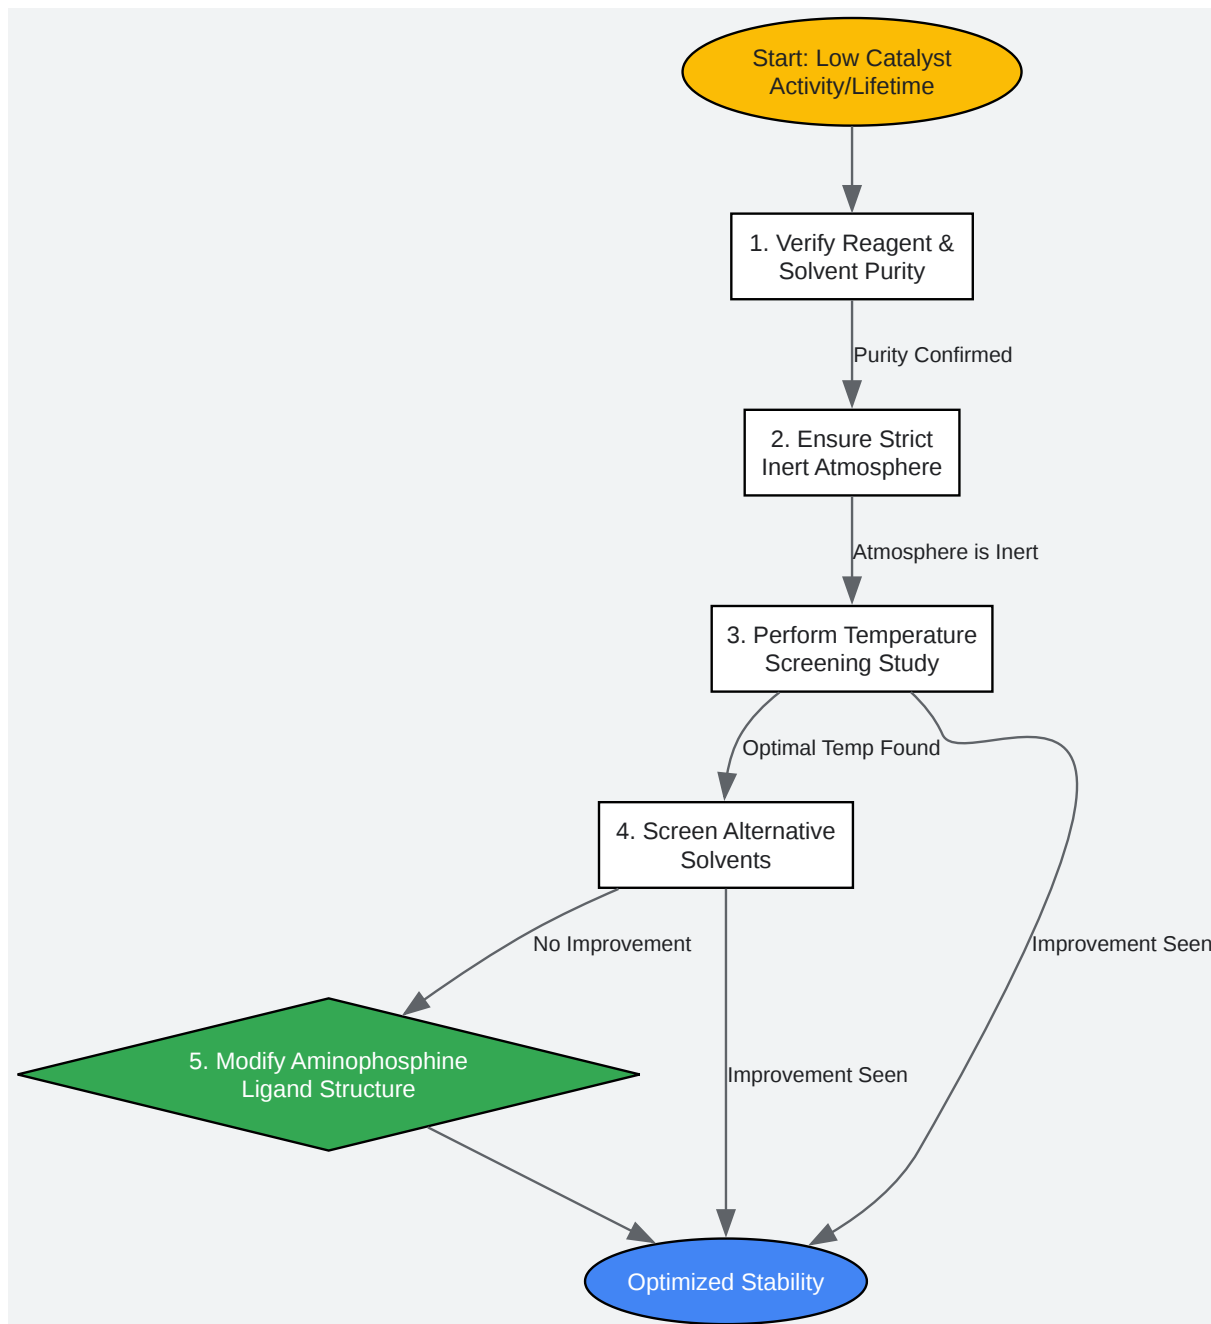 Start: Low Catalyst
Activity/Lifetime
1. Verify Reagent &
Solvent Purity
Purity Confirmed
2. Ensure Strict
Inert Atmosphere
Atmosphere is Inert
3. Perform Temperature
Screening Study
Optimal Temp Found
4. Screen Alternative
Solvents
No Improvement
Improvement Seen
5. Modify Aminophosphine
Ligand Structure
Improvement Seen
Optimized Stability